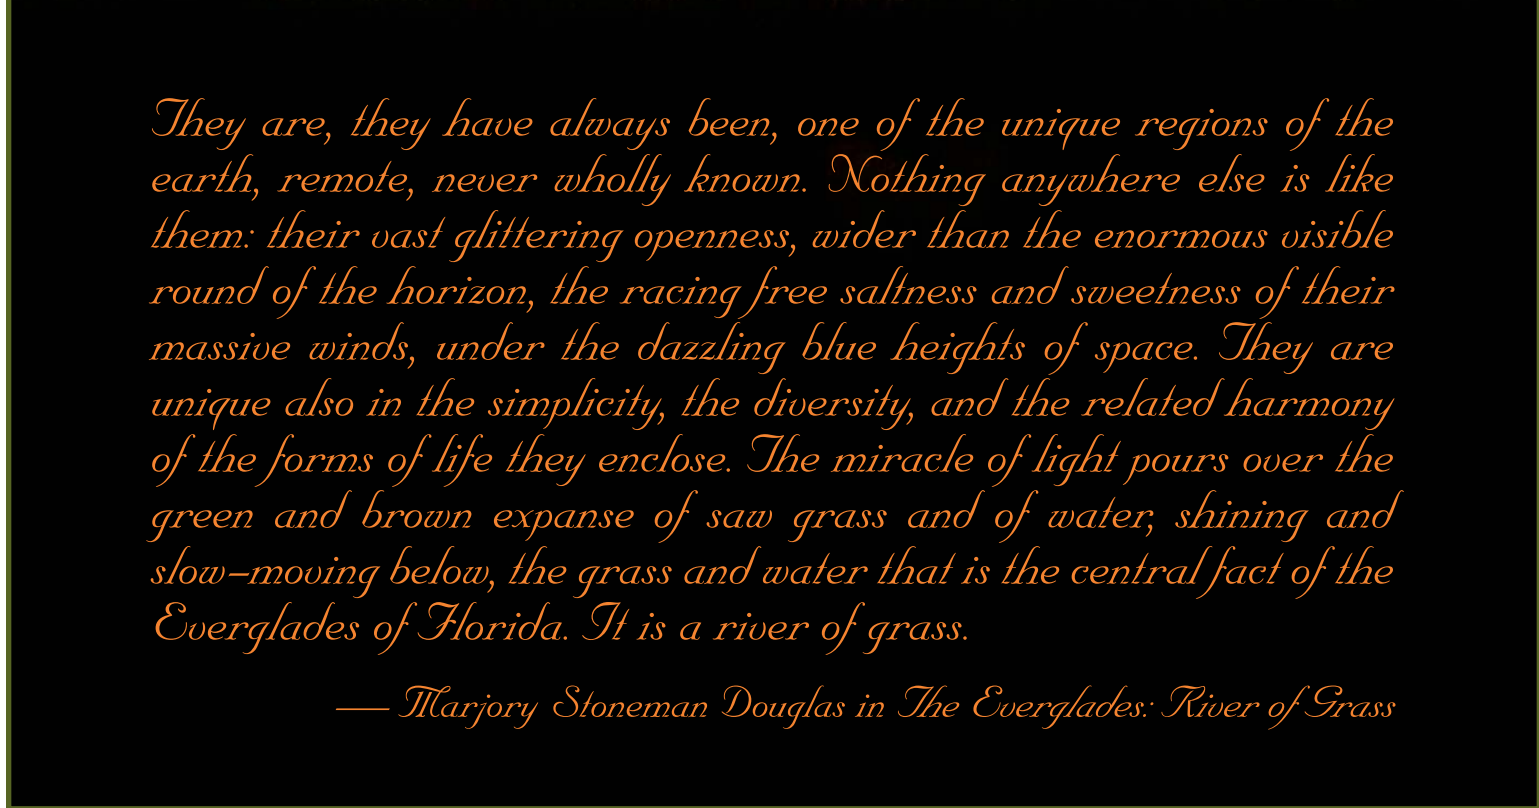 They are, they have always been, one of the unique regions of the
earth, remote, never wholly known. Nothing anywhere else is like
them: their vast glittering openness, wider than the enormous visible
round of the horizon, the racing free saltness and sweetness of their
massive winds, under the dazzling blue heights of space. They are
unique also in the simplicity, the diversity, and the related harmony
of the forms of life they enclose. The miracle of light pours over the
green and brown expanse of saw grass and of water, shining and
slow-moving below, the grass and water that is the central fact of the
Everglades of Florida. It is a river of grass.
— Marjory Stoneman Douglas in The Everglades: River of Grass